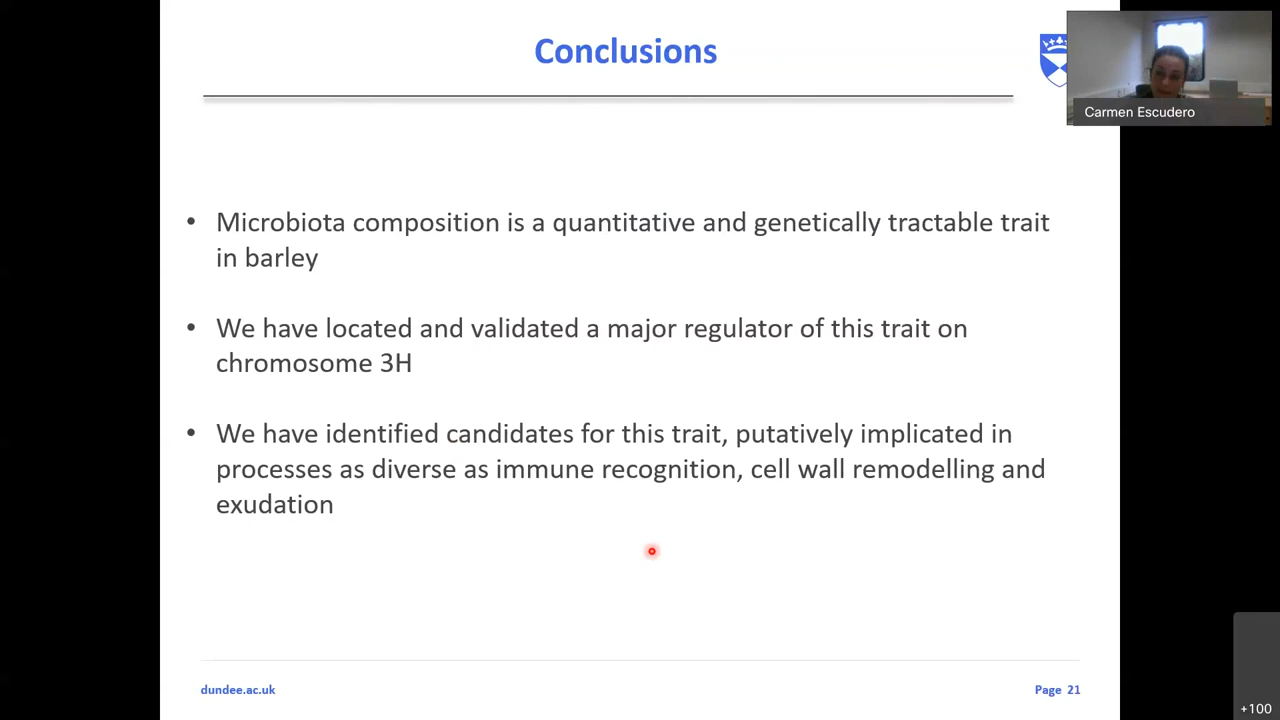 Conclusions
Carmen Escudero
• Microbiota composition is a quantitative and genetically tractable trait
in barley
• We have located and validated a major regulator of this trait on
chromosome 3H
• We have identified candidates for this trait, putatively implicated in
processes as diverse as immune recognition, cell wall remodelling and
exudation
dundee.ac.uk
Page 21
+100